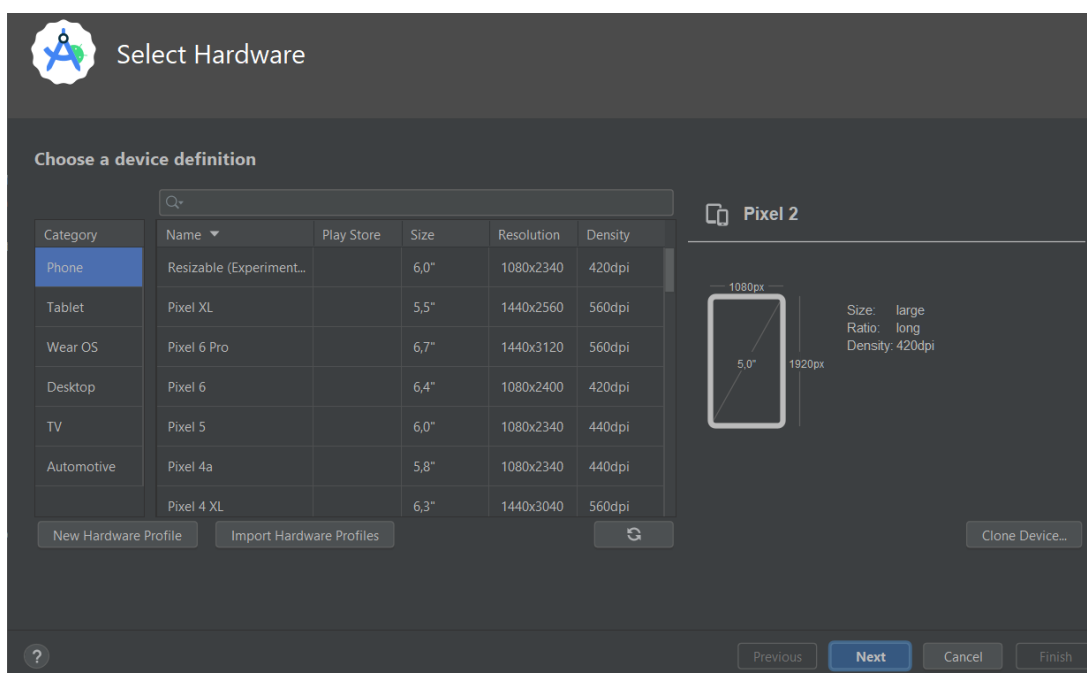 Select Hardware
Choose a device definition
Category
Phone
Tablet
Wear OS
Desktop
TV
Automotive
Name Play Store Size Resolution Density
Resizable (Experiment... 6,0" 1080x2340 420dpi
Pixel XL 5,5" 1440x2560 560dpi
Pixel 6 Pro 6,7" 1440x3120 560dpi
Pixel 6 6,4" 1080x2400 420dpi
Pixel 5 6,0" 1080x2340 440dpi
Pixel 4a 5,8" 1080x2340 440dpi
Pixel 4 XL 6,3" 1440x3040 560dpi
New Hardware Profile Import Hardware Profiles
Pixel 2
1080px
5,0"
1920px
Size: large
Ratio: long
Density: 420dpi
Clone Device...
? Previous Next Cancel Finish